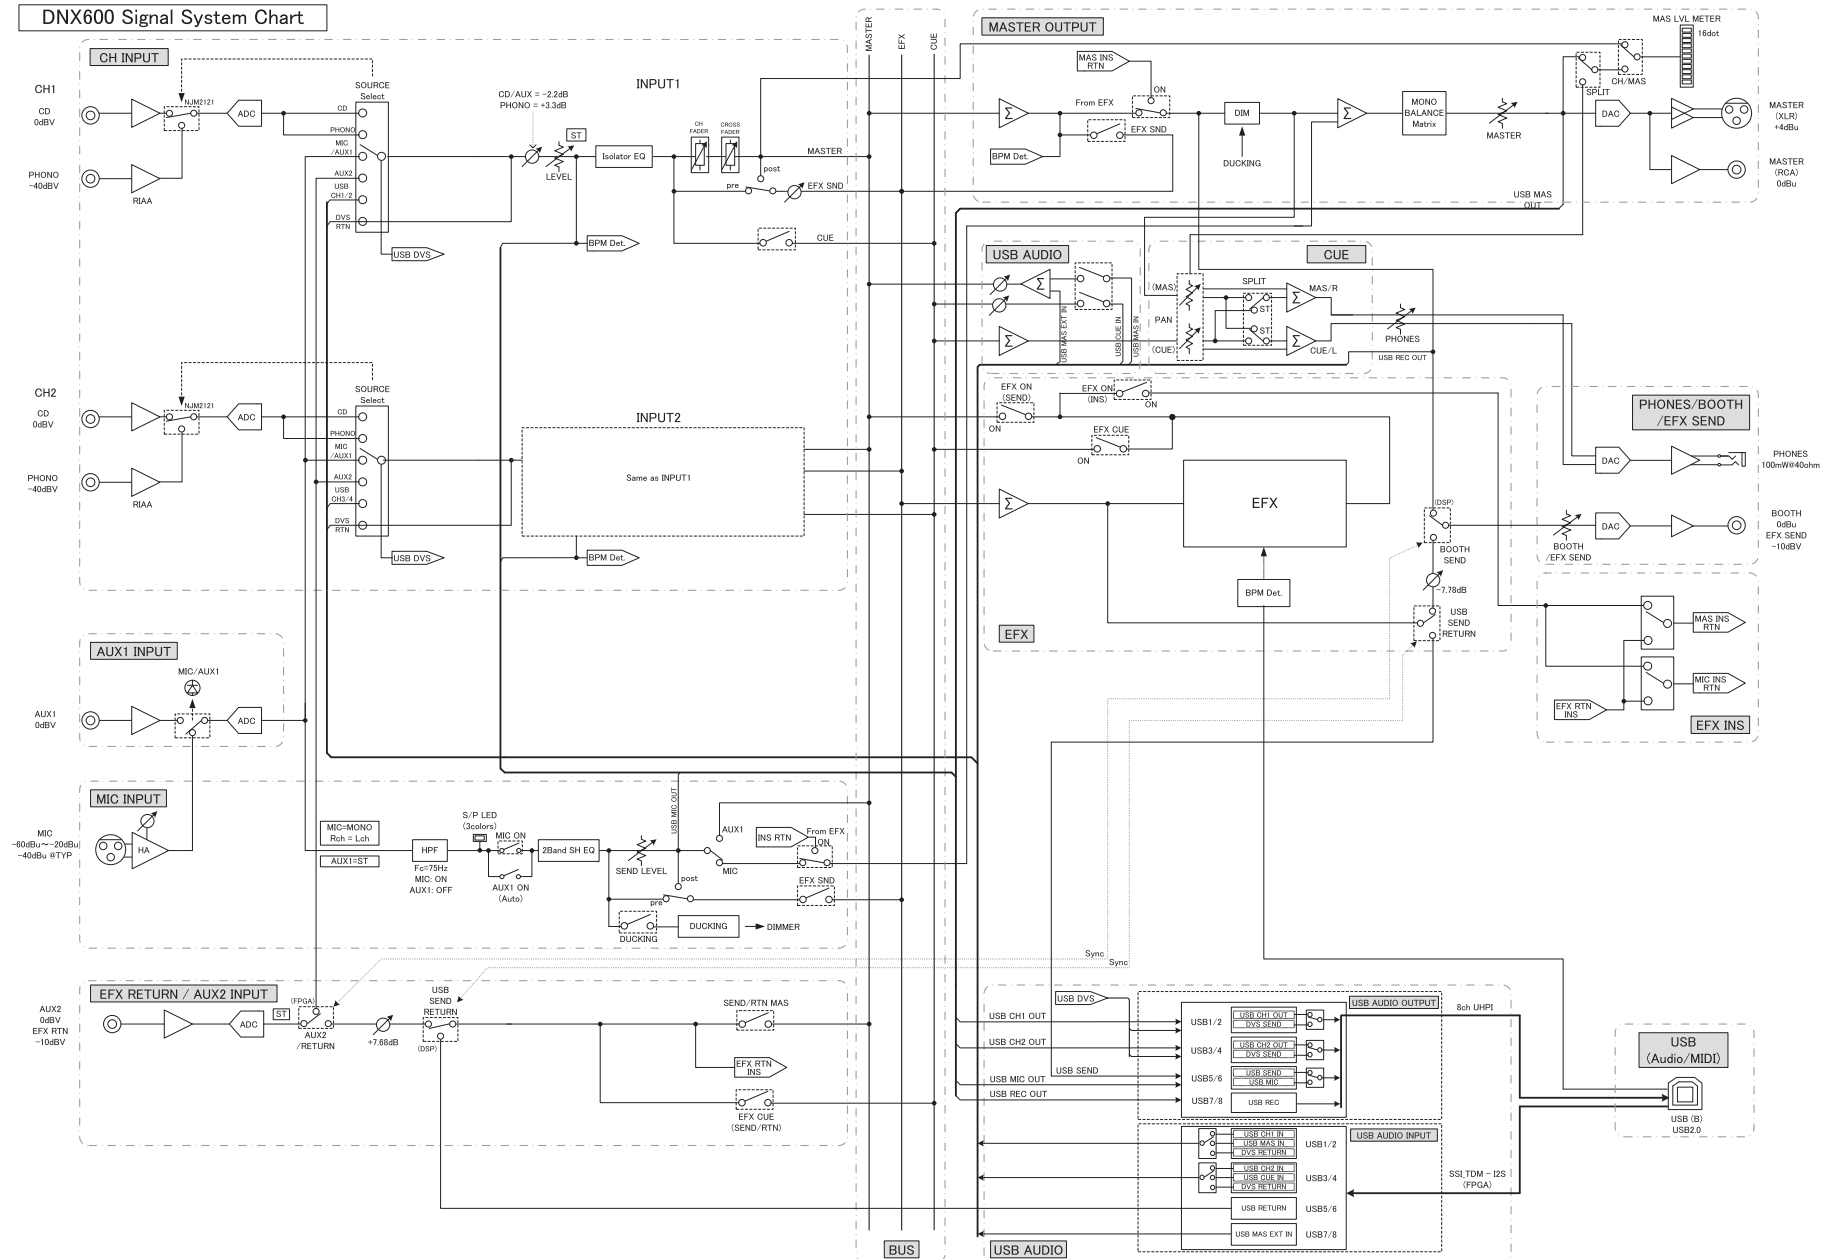 DNX600 Signal System Chart
CH INPUT
CH1
CD
0dBV
NJM2121
ADC
PHONO
-40dBV
RIAA
SOURCE
Select
CD
PHONO
MIC
/AUX1
AUX2
USB
CH1/2
DVS
RTN
USB DVS
CD/AUX = -2.2dB
PHONO = +3.3dB
INPUT1
ST
LEVEL
Isolator EQ
CH
FADER
CROSS
FADER
MASTER
post
pre
EFX SND
BPM Det.
CUE
CH2
CD
0dBV
NJM2121
ADC
PHONO
-40dBV
RIAA
SOURCE
Select
CD
PHONO
MIC
/AUX1
AUX2
USB
CH3/4
DVS
RTN
USB DVS
INPUT2
Same as INPUT1
BPM Det.
AUX1 INPUT
MIC/AUX1
AUX1
0dBV
ADC
MIC INPUT
MIC
-60dBu~-20dBu
-40dBu @TYP
HA
MIC=MONO
Rch = Lch
AUX1=ST
HPF
Fc=75Hz
MIC: ON
AUX1: OFF
S/P LED
(3colors)
MIC ON
AUX1 ON
(Auto)
2Band SH EQ
SEND LEVEL
USB MIC OUT
AUX1
MIC
INS RTN
From EFX
ON
post
pre
EFX SND
DUCKING
DUCKING
DIMMER
EFX RETURN / AUX2 INPUT
AUX2
0dBV
EFX RTN
-10dBV
ADC
ST
(FPGA)
AUX2
/RETURN
+7.68dB
USB
SEND
RETURN
(DSP)
SEND/RTN MAS
EFX RTN
INS
EFX CUE
(SEND/RTN)
MASTER
EFX
CUE
BUS
MASTER OUTPUT
MAS INS
RTN
ON
From EFX
EFX SND
BPM Det.
DIM
DUCKING
MONO
BALANCE
Matrix
MASTER
SPLIT
CH/MAS
MAS LVL METER
16dot
DAC
MASTER
(XLR)
+4dBu
MASTER
(RCA)
0dBu
USB MAS
OUT
USB AUDIO
USB MAS EXT IN
USB CUE IN
USB MAS IN
CUE
(MAS)
PAN
(CUE)
SPLIT
ST
ST
MAS/R
CUE/L
PHONES
USB REC OUT
EFX ON
(SEND)
ON
EFX ON
(INS)
ON
EFX CUE
ON
EFX
BPM Det.
(DSP)
BOOTH
SEND
-7.78dB
USB
SEND
RETURN
EFX
PHONES/BOOTH
/EFX SEND
DAC
PHONES
100mW@40ohm
BOOTH
/EFX SEND
DAC
BOOTH
0dBu
EFX SEND
-10dBV
MAS INS
RTN
MIC INS
RTN
EFX RTN
INS
EFX INS
Sync
Sync
USB DVS
USB CH1 OUT
USB CH2 OUT
USB SEND
USB MIC OUT
USB REC OUT
USB AUDIO OUTPUT
USB1/2
USB CH1 OUT
DVS SEND
USB3/4
USB CH2 OUT
DVS SEND
USB5/6
USB SEND
USB MIC
USB7/8
USB REC
8ch UHPI
USB
(Audio/MIDI)
USB (B)
USB2.0
USB AUDIO INPUT
USB CH1 IN
USB MAS IN
DVS RETURN
USB1/2
USB CH2 IN
USB CUE IN
DVS RETURN
USB3/4
USB RETURN
USB5/6
USB MAS EXT IN
USB7/8
SSI_TDM - I2S
(FPGA)
USB AUDIO